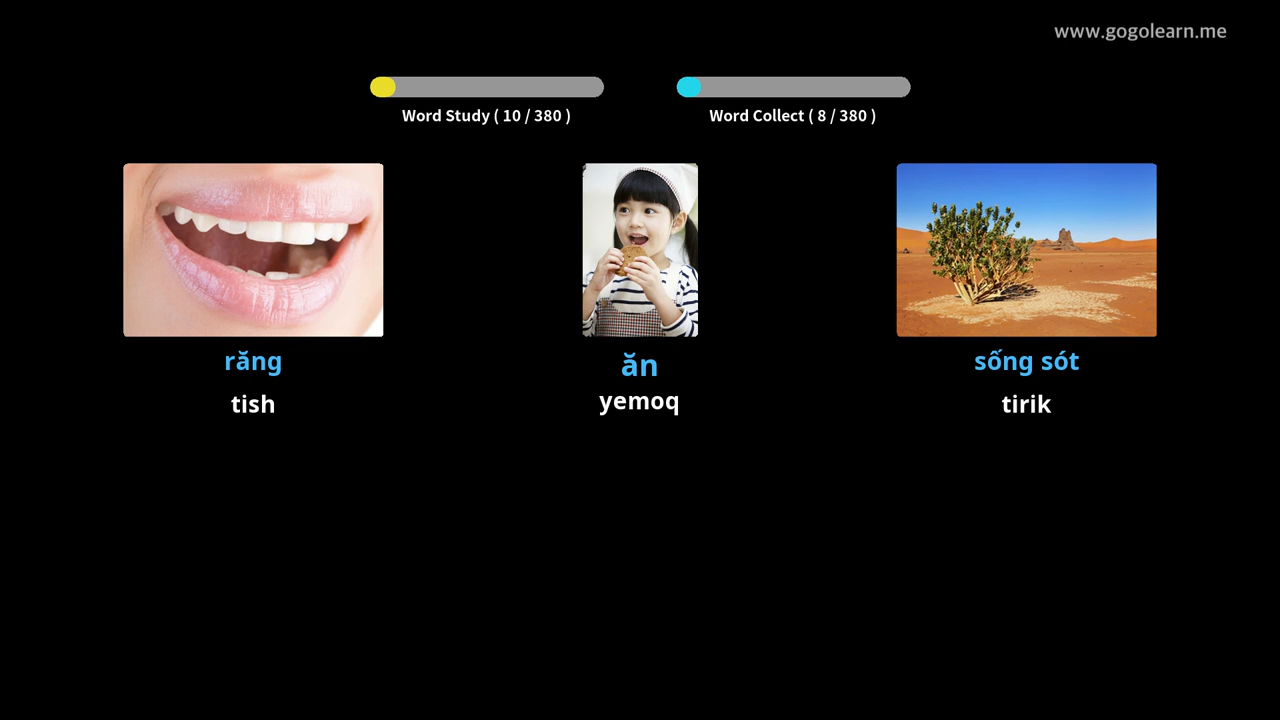 www.gogolearn.me
Word Study ( 10 / 380 )
Word Collect ( 8 / 380 )
răng
ăn
sống sót
tish
yemoq
tirik